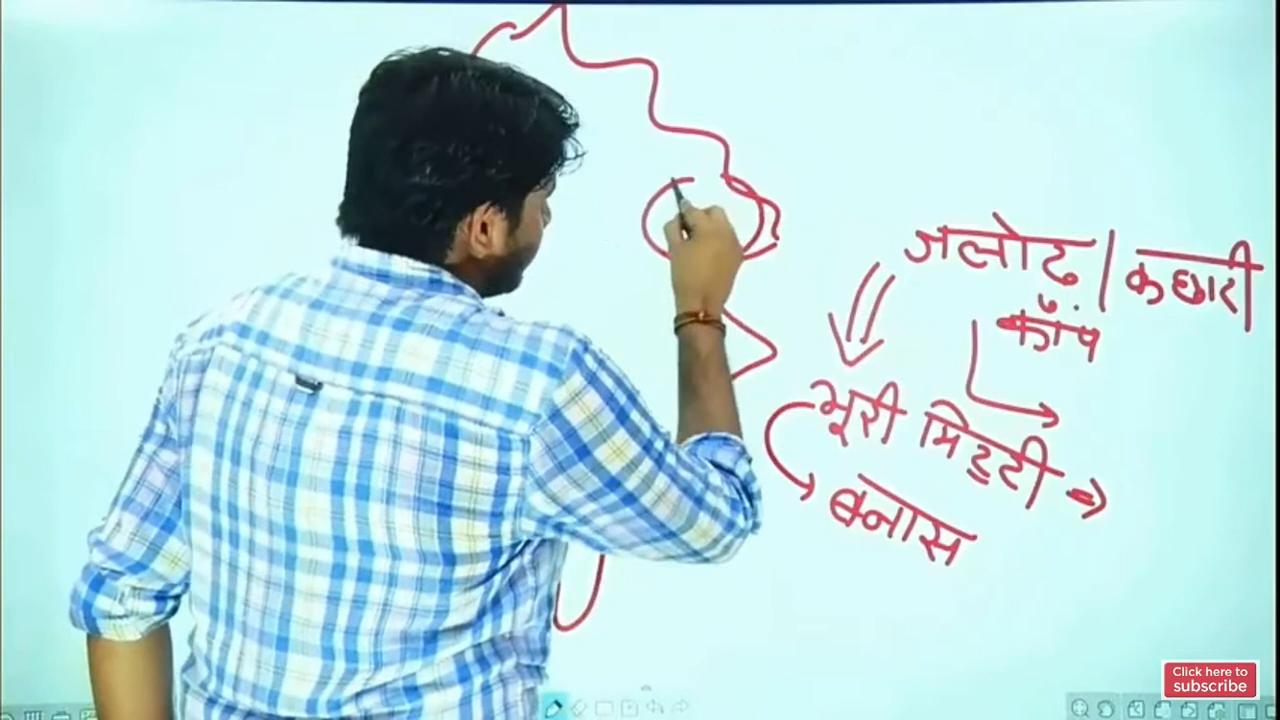 जलोढ़ / कछारी
काँप
भूरी मिट्टी ⇒
बनास
Click here to
subscribe